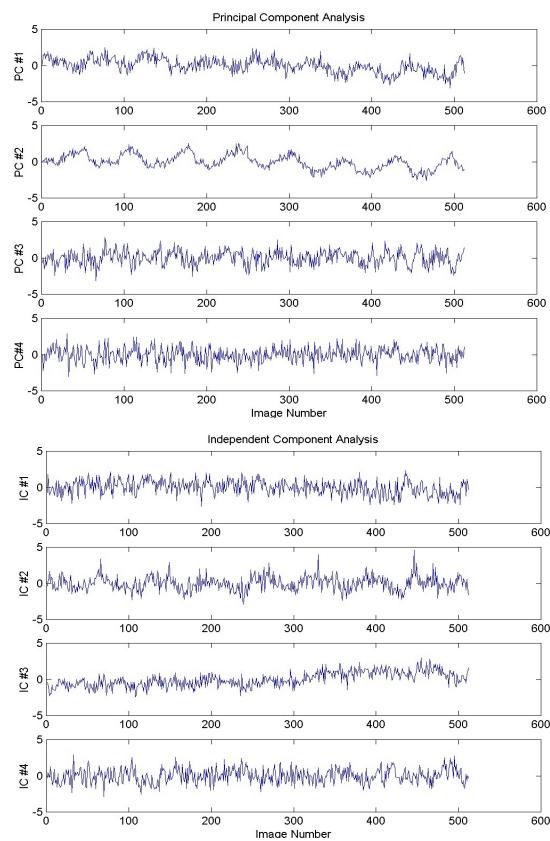 Principal Component Analysis
5
0
-5
PC #1
0 100 200 300 400 500 600
5
0
-5
PC #2
0 100 200 300 400 500 600
5
0
-5
PC #3
0 100 200 300 400 500 600
5
0
-5
PC#4
0 100 200 300 400 500 600
Image Number
Independent Component Analysis
5
0
-5
IC #1
0 100 200 300 400 500 600
5
0
-5
IC #2
0 100 200 300 400 500 600
5
0
-5
IC #3
0 100 200 300 400 500 600
5
0
-5
IC #4
0 100 200 300 400 500 600
Image Number